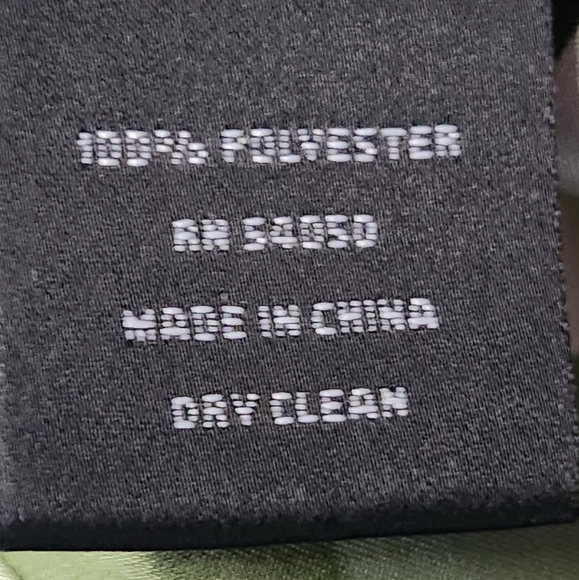 100% POLYESTER
RN 54050
MADE IN CHINA
DRY CLEAN